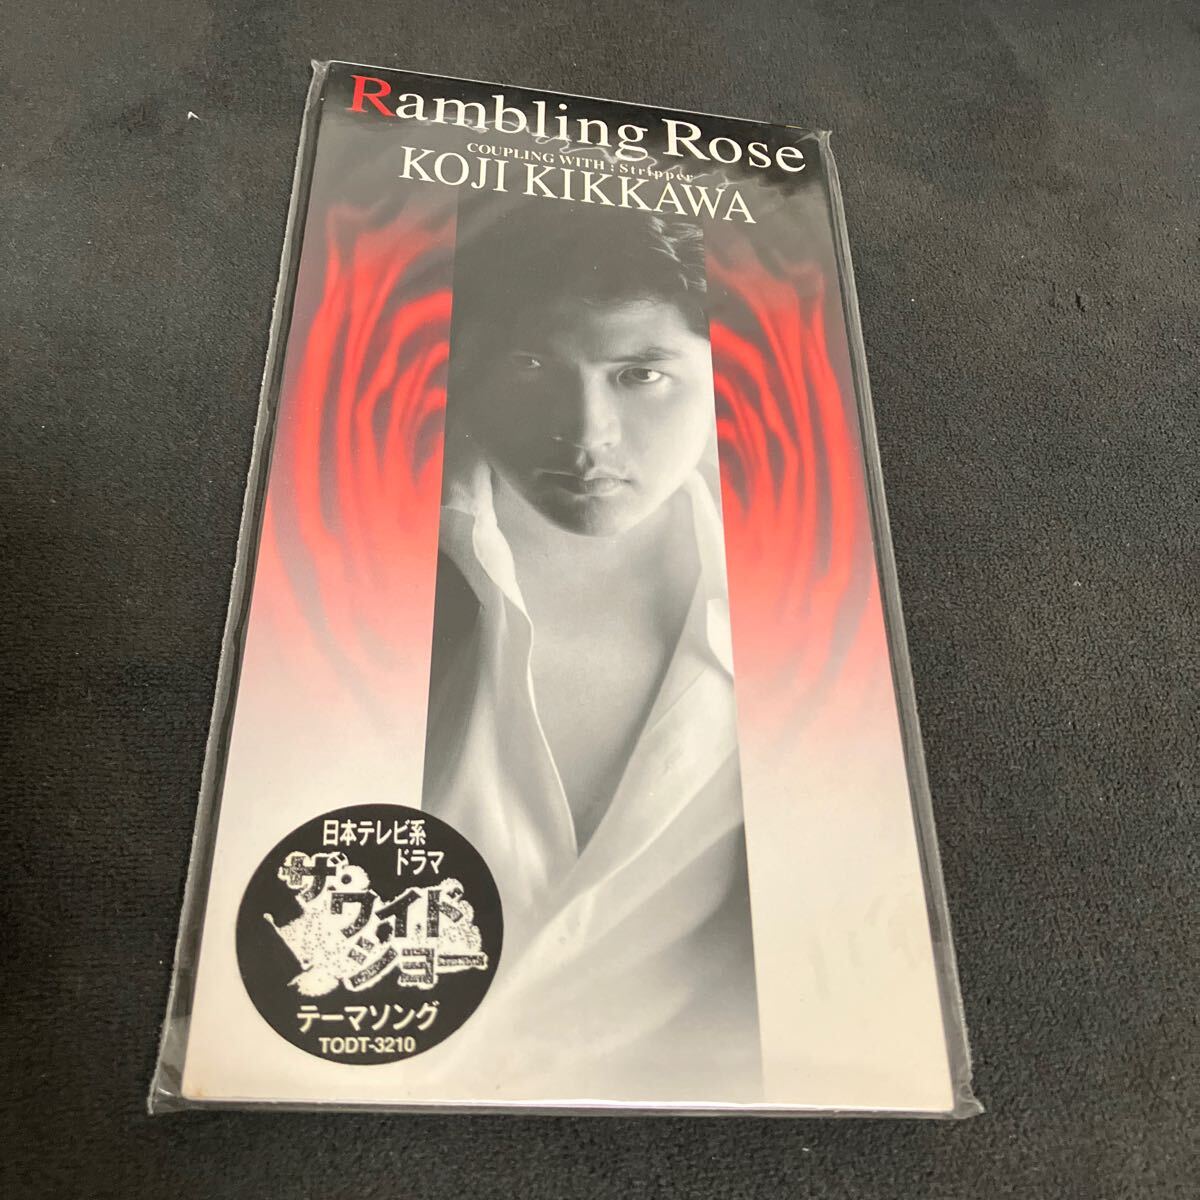 Rambling Rose
COUPLING WITH : Stripper
KOJI KIKKAWA
日本テレビ系
ドラマ
ザ・
ワイド
ショー
テーマソング
TODT-3210